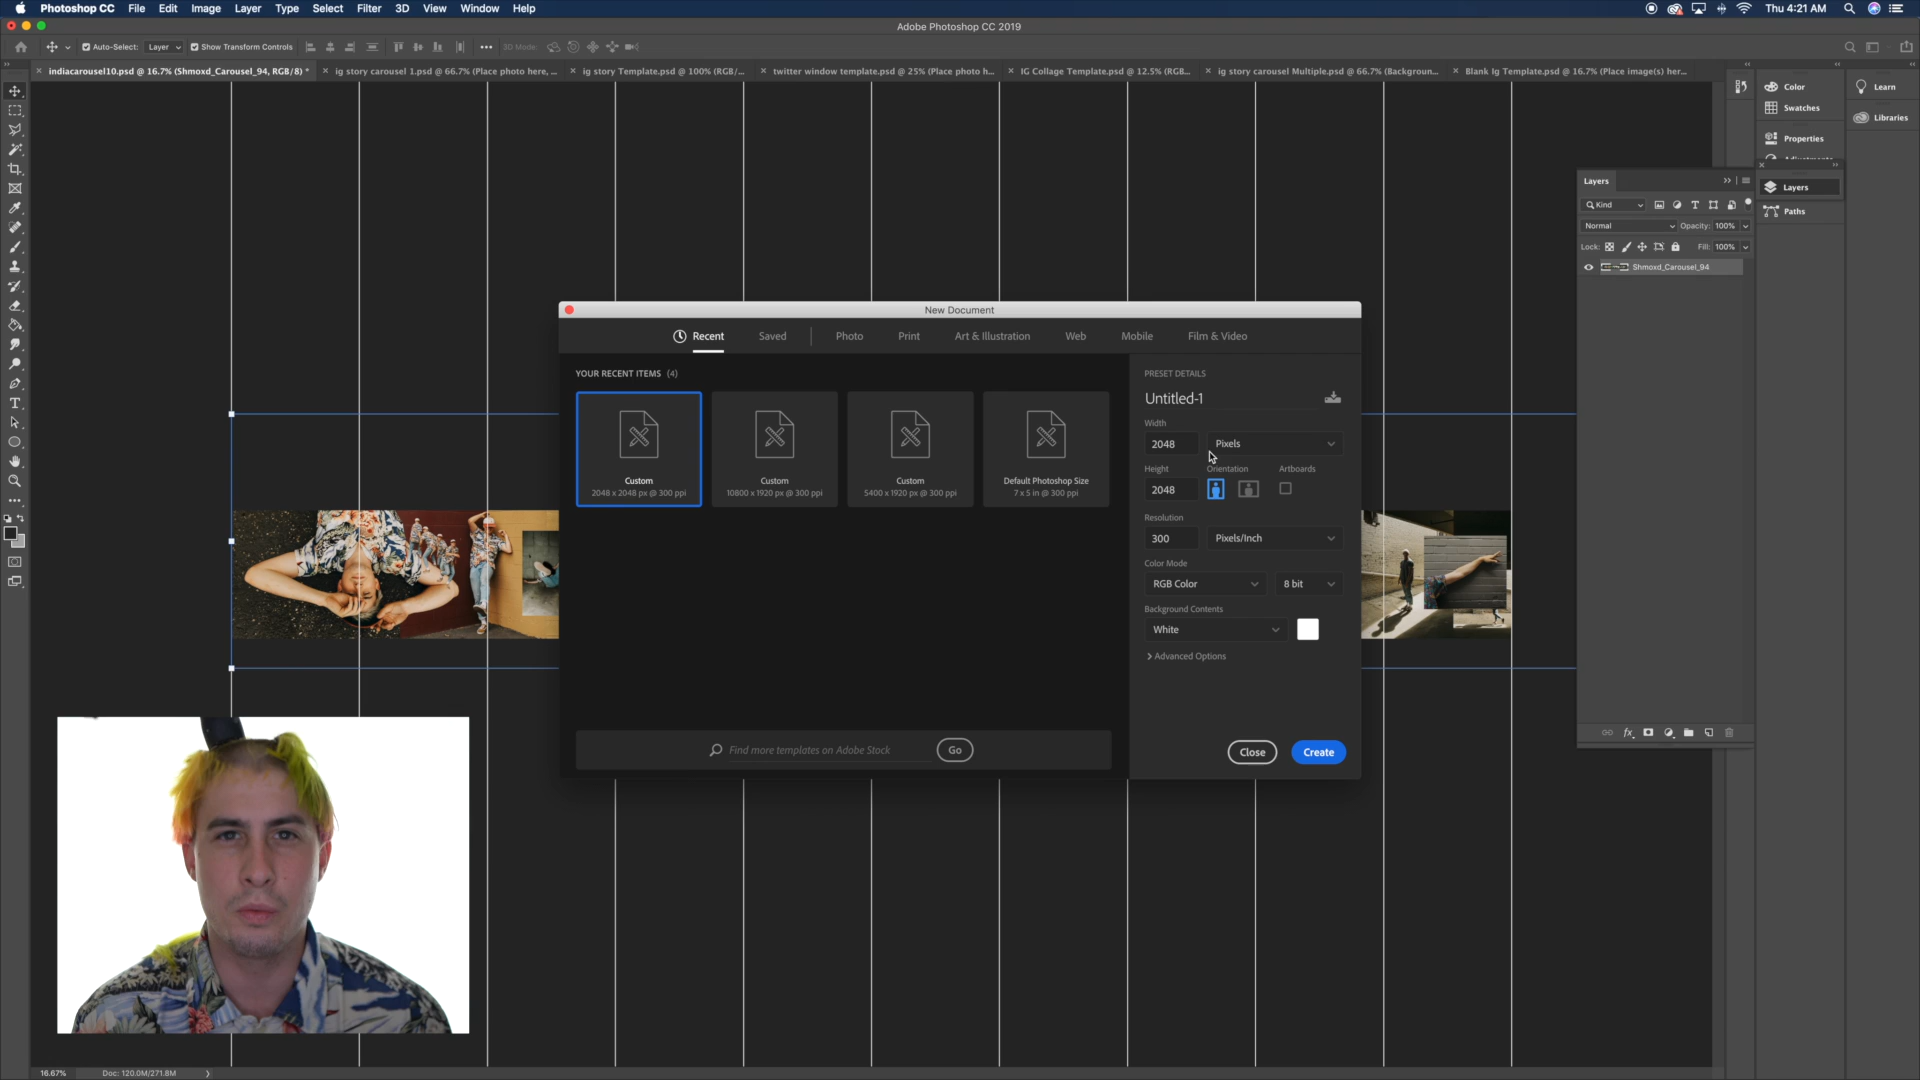 Photoshop CC File Edit Image Layer Type Select Filter 3D View Window Help Thu 4:21 AM
Adobe Photoshop CC 2019
Auto-Select: Layer Show Transform Controls 3D Mode:
indiacarousel10.psd @ 16.7% (Shmoxd_Carousel_94, RGB/8) * ig story carousel 1.psd @ 66.7% (Place photo here, ... ig story Template.psd @ 100% (RGB/... twitter window template.psd @ 25% (Place photo h... IG Collage Template.psd @ 12.5% (RGB... ig story carousel Multiple.psd @ 66.7% (Backgroun... Blank Ig Template.psd @ 16.7% (Place image(s) her...
Color
Learn
Swatches
Libraries
Properties
Adjustments
Layers
Layers
Paths
Kind
Normal Opacity: 100%
Lock: Fill: 100%
Shmoxd_Carousel_94
New Document
Recent Saved Photo Print Art & Illustration Web Mobile Film & Video
YOUR RECENT ITEMS (4)
Custom
2048 x 2048 px @ 300 ppi
Custom
10800 x 1920 px @ 300 ppi
Custom
5400 x 1920 px @ 300 ppi
Default Photoshop Size
7 x 5 in @ 300 ppi
PRESET DETAILS
Untitled-1
Width
2048 Pixels
Height Orientation Artboards
2048
Resolution
300 Pixels/Inch
Color Mode
RGB Color 8 bit
Background Contents
White
Advanced Options
Find more templates on Adobe Stock Go
Close Create
fx
16.67% Doc: 120.0M/271.8M